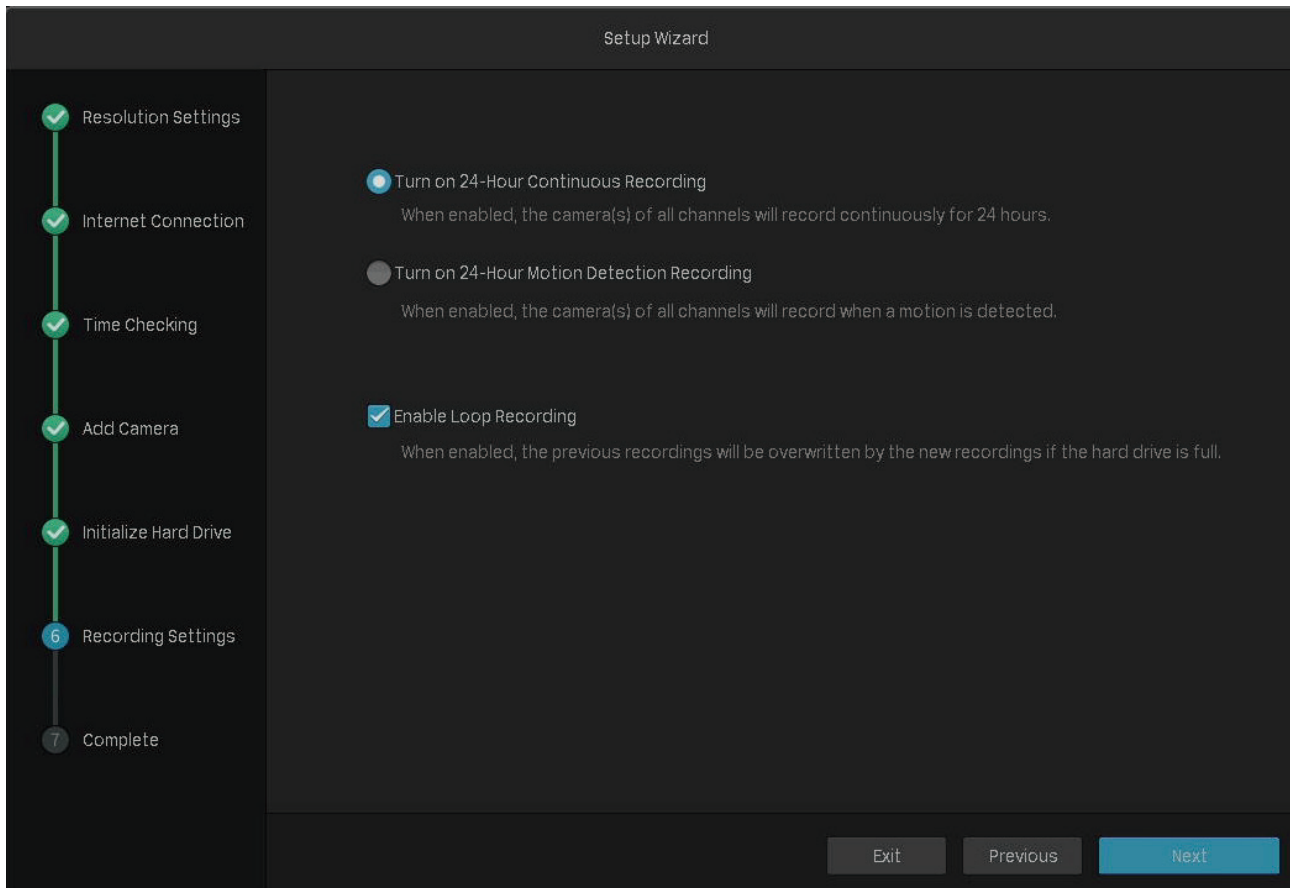 Setup Wizard
Resolution Settings
Internet Connection
Time Checking
Add Camera
Initialize Hard Drive
6 Recording Settings
7 Complete
Turn on 24-Hour Continuous Recording
When enabled, the camera(s) of all channels will record continuously for 24 hours.
Turn on 24-Hour Motion Detection Recording
When enabled, the camera(s) of all channels will record when a motion is detected.
Enable Loop Recording
When enabled, the previous recordings will be overwritten by the new recordings if the hard drive is full.
Exit Previous Next